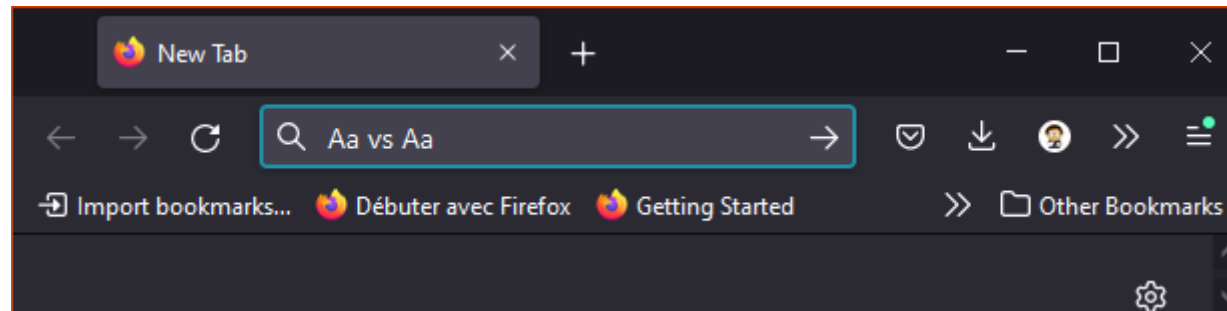 New Tab
Aa vs Aa
Import bookmarks... Débuter avec Firefox Getting Started Other Bookmarks